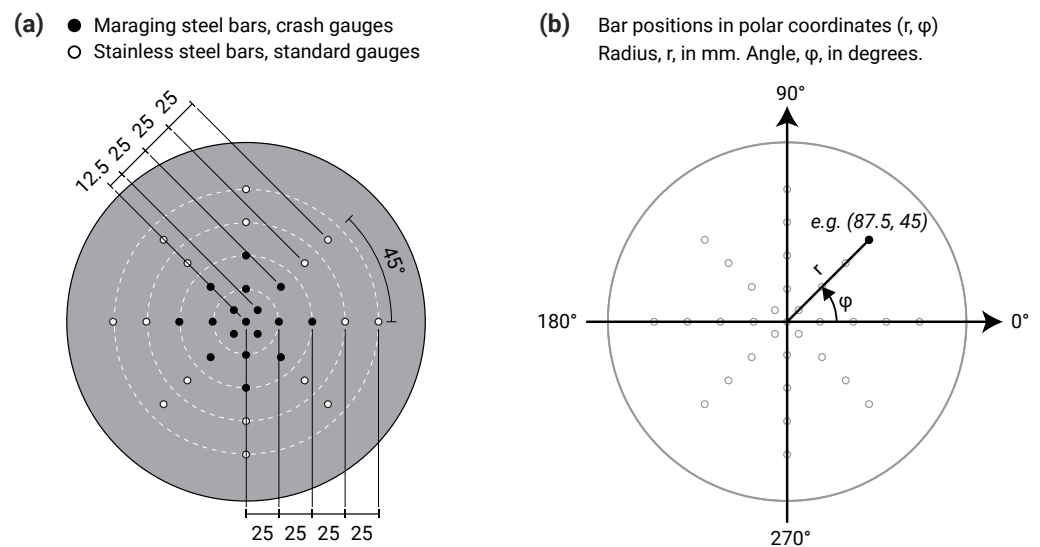 (a)
Maraging steel bars, crash gauges
Stainless steel bars, standard gauges
12.5 25 25 25
45°
25 25 25 25
(b)
Bar positions in polar coordinates (r, φ)
Radius, r, in mm. Angle, φ, in degrees.
90°
e.g. (87.5, 45)
r
φ
180°
0°
270°